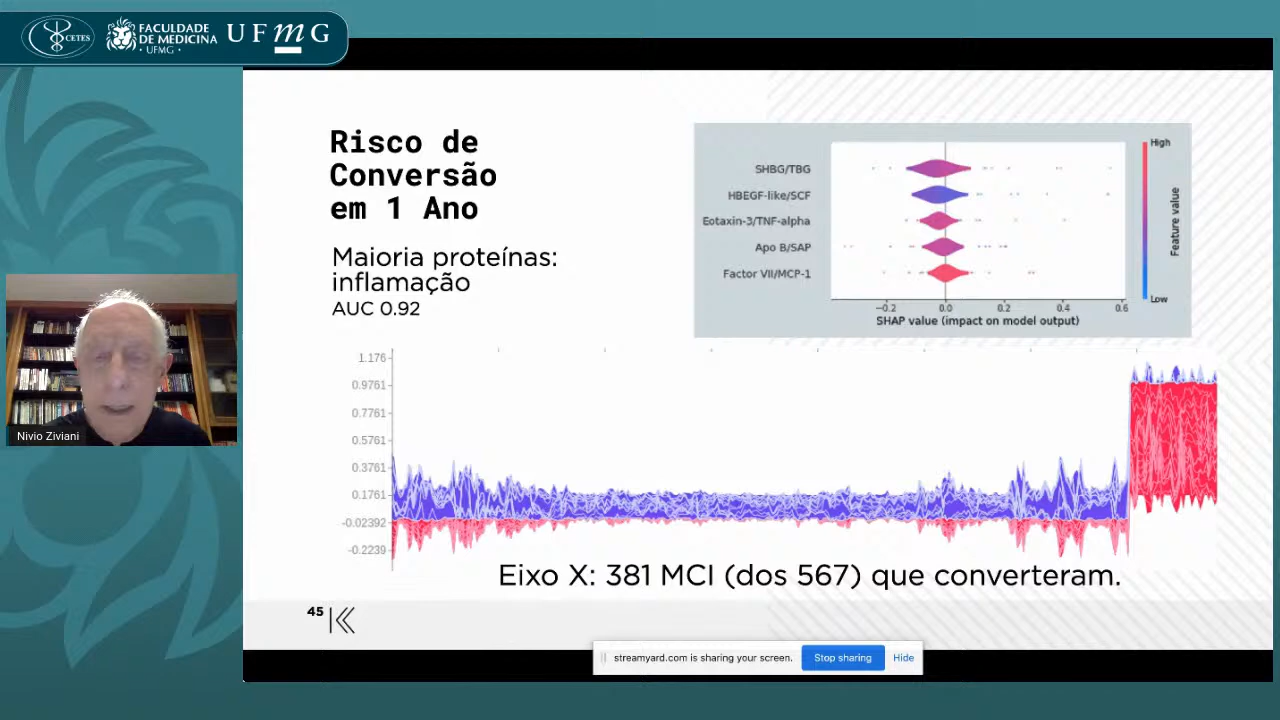 CETES
FACULDADE
DE MEDICINA
• UFMG •
UFMG
Risco de
Conversão
em 1 Ano
Maioria proteínas:
inflamação
AUC 0.92
SHBG/TBG
HBEGF-like/SCF
Eotaxin-3/TNF-alpha
Apo B/SAP
Factor VII/MCP-1
−0.2 0.0 0.2 0.4 0.6
SHAP value (impact on model output)
High
Feature value
Low
1.176
0.9761
0.7761
0.5761
0.3761
0.1761
-0.02392
-0.2239
Eixo X: 381 MCI (dos 567) que converteram.
Nivio Ziviani
45
streamyard.com is sharing your screen. Stop sharing Hide